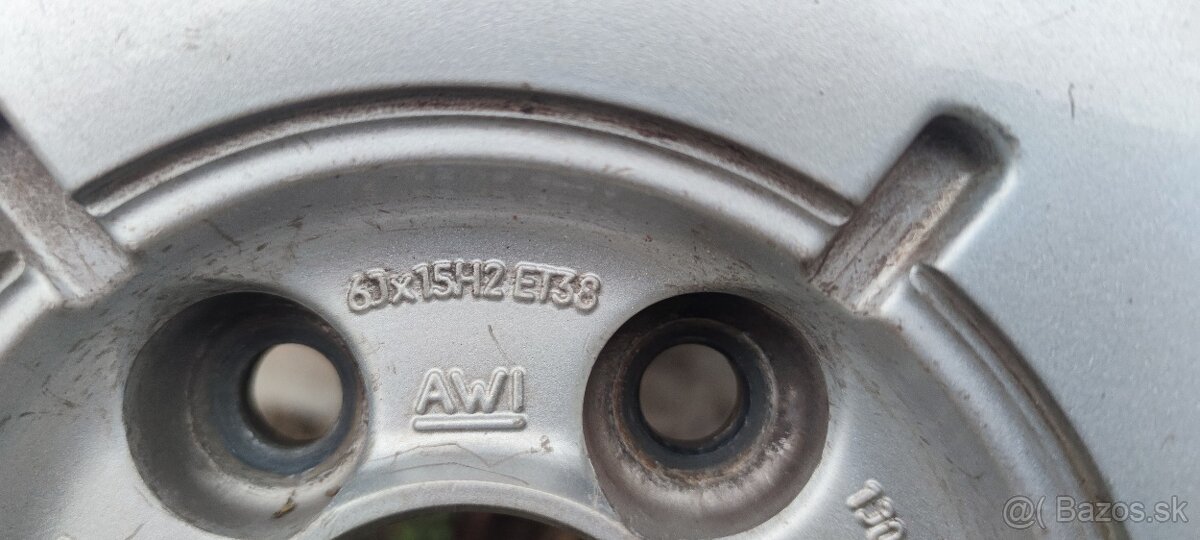 6Jx15H2 ET38
AWI
@( Bazos.sk